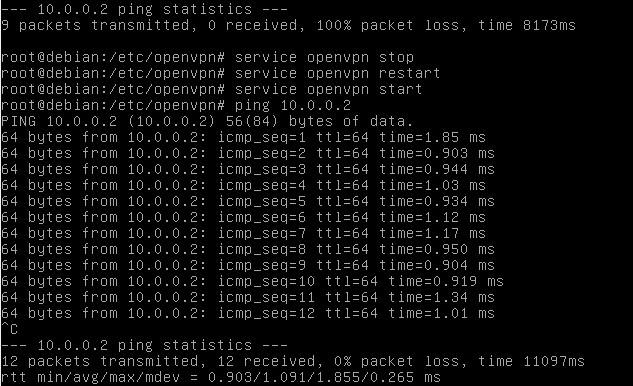 --- 10.0.0.2 ping statistics ---
9 packets transmitted, 0 received, 100% packet loss, time 8173ms
root@debian:/etc/openvpn# service openvpn stop
root@debian:/etc/openvpn# service openvpn restart
root@debian:/etc/openvpn# service openvpn start
root@debian:/etc/openvpn# ping 10.0.0.2
PING 10.0.0.2 (10.0.0.2) 56(84) bytes of data.
64 bytes from 10.0.0.2: icmp_seq=1 ttl=64 time=1.85 ms
64 bytes from 10.0.0.2: icmp_seq=2 ttl=64 time=0.903 ms
64 bytes from 10.0.0.2: icmp_seq=3 ttl=64 time=0.944 ms
64 bytes from 10.0.0.2: icmp_seq=4 ttl=64 time=1.03 ms
64 bytes from 10.0.0.2: icmp_seq=5 ttl=64 time=0.934 ms
64 bytes from 10.0.0.2: icmp_seq=6 ttl=64 time=1.12 ms
64 bytes from 10.0.0.2: icmp_seq=7 ttl=64 time=1.17 ms
64 bytes from 10.0.0.2: icmp_seq=8 ttl=64 time=0.950 ms
64 bytes from 10.0.0.2: icmp_seq=9 ttl=64 time=0.904 ms
64 bytes from 10.0.0.2: icmp_seq=10 ttl=64 time=0.919 ms
64 bytes from 10.0.0.2: icmp_seq=11 ttl=64 time=1.34 ms
64 bytes from 10.0.0.2: icmp_seq=12 ttl=64 time=1.01 ms
^C
--- 10.0.0.2 ping statistics ---
12 packets transmitted, 12 received, 0% packet loss, time 11097ms
rtt min/avg/max/mdev = 0.903/1.091/1.855/0.265 ms